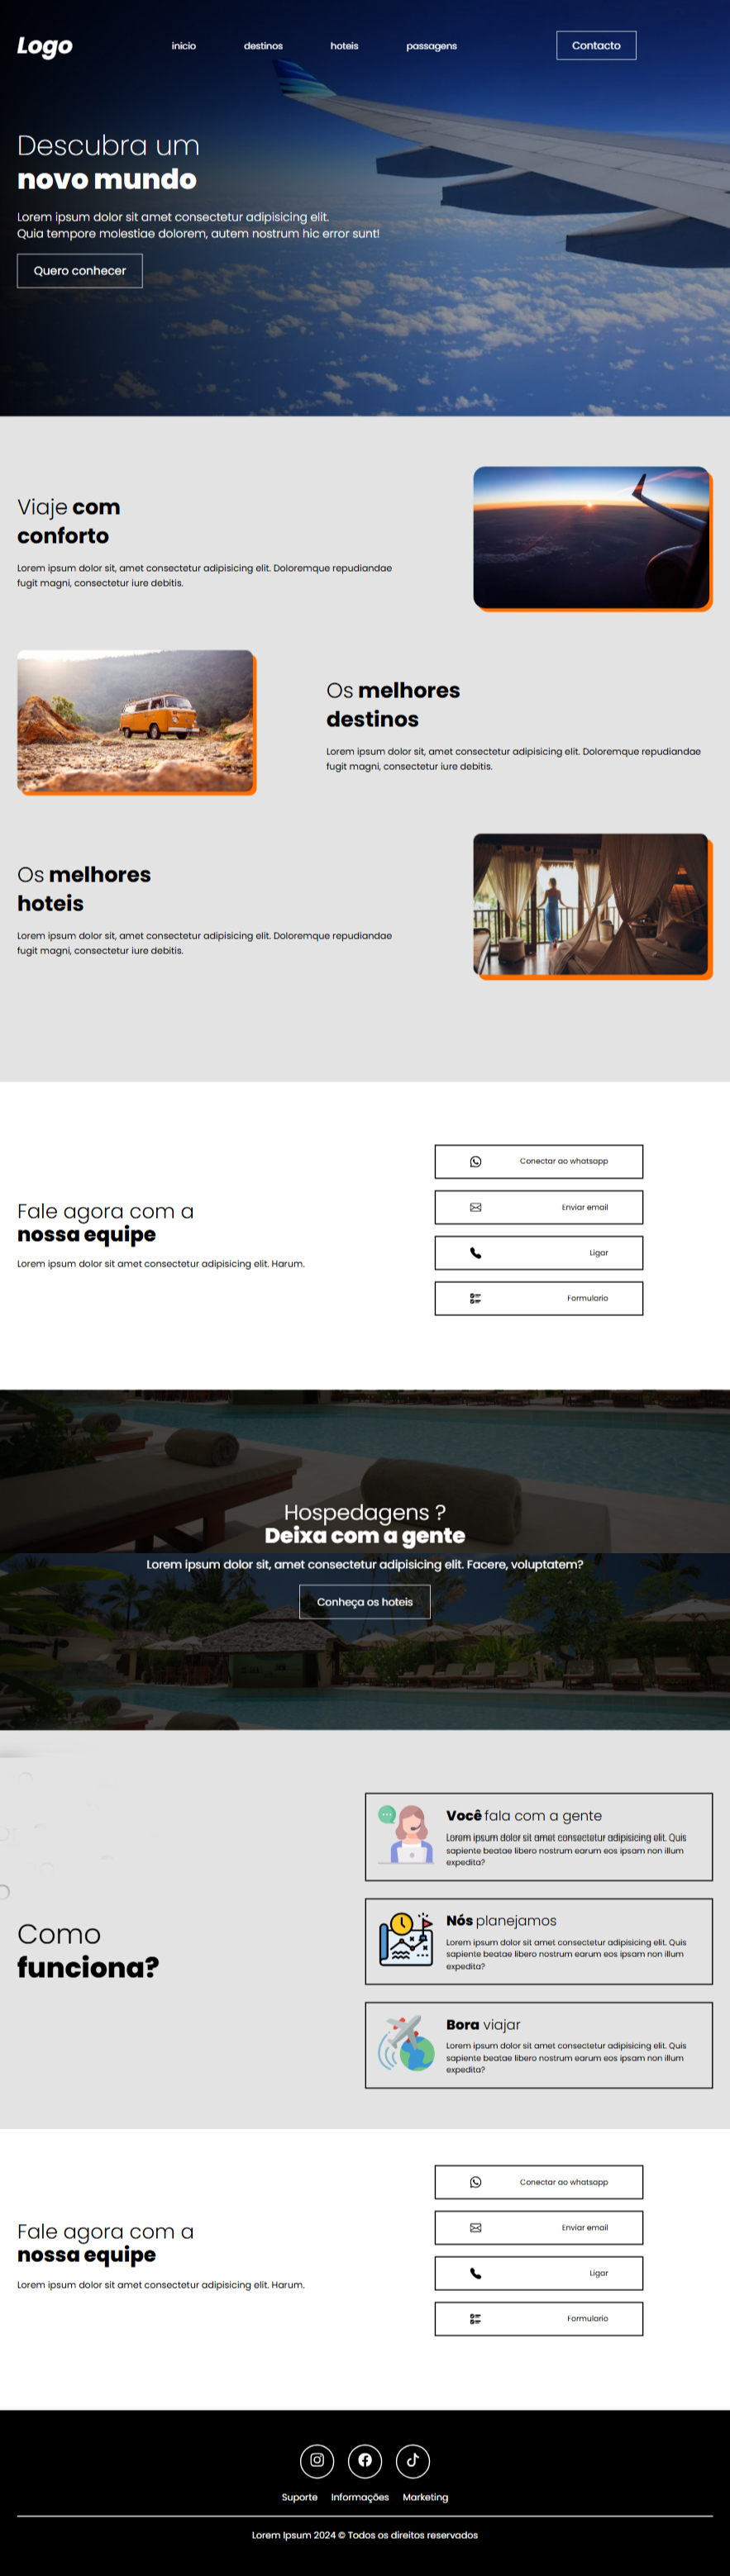 Logo
inicio
destinos
hoteis
passagens
Contacto
Descubra um
novo mundo
Lorem ipsum dolor sit amet consectetur adipisicing elit.
Quia tempore molestiae dolorem, autem nostrum hic error sunt!
Quero conhecer
Viaje com
conforto
Lorem ipsum dolor sit, amet consectetur adipisicing elit. Doloremque repudiandae
fugit magni, consectetur iure debitis.
Os melhores
destinos
Lorem ipsum dolor sit, amet consectetur adipisicing elit. Doloremque repudiandae
fugit magni, consectetur iure debitis.
Os melhores
hoteis
Lorem ipsum dolor sit, amet consectetur adipisicing elit. Doloremque repudiandae
fugit magni, consectetur iure debitis.
Fale agora com a
nossa equipe
Lorem ipsum dolor sit amet consectetur adipisicing elit. Harum.
Conectar ao whatsapp
Enviar email
Ligar
Formulario
Hospedagens ?
Deixa com a gente
Lorem ipsum dolor sit, amet consectetur adipisicing elit. Facere, voluptatem?
Conheça os hoteis
Como
funciona?
Você fala com a gente
Lorem ipsum dolor sit amet consectetur adipisicing elit. Quis
sapiente beatae libero nostrum earum eos ipsam non illum
expedita?
Nós planejamos
Lorem ipsum dolor sit amet consectetur adipisicing elit. Quis
sapiente beatae libero nostrum earum eos ipsam non illum
expedita?
Bora viajar
Lorem ipsum dolor sit amet consectetur adipisicing elit. Quis
sapiente beatae libero nostrum earum eos ipsam non illum
expedita?
Fale agora com a
nossa equipe
Lorem ipsum dolor sit amet consectetur adipisicing elit. Harum.
Conectar ao whatsapp
Enviar email
Ligar
Formulario
Suporte
Informações
Marketing
Lorem Ipsum 2024 © Todos os direitos reservados